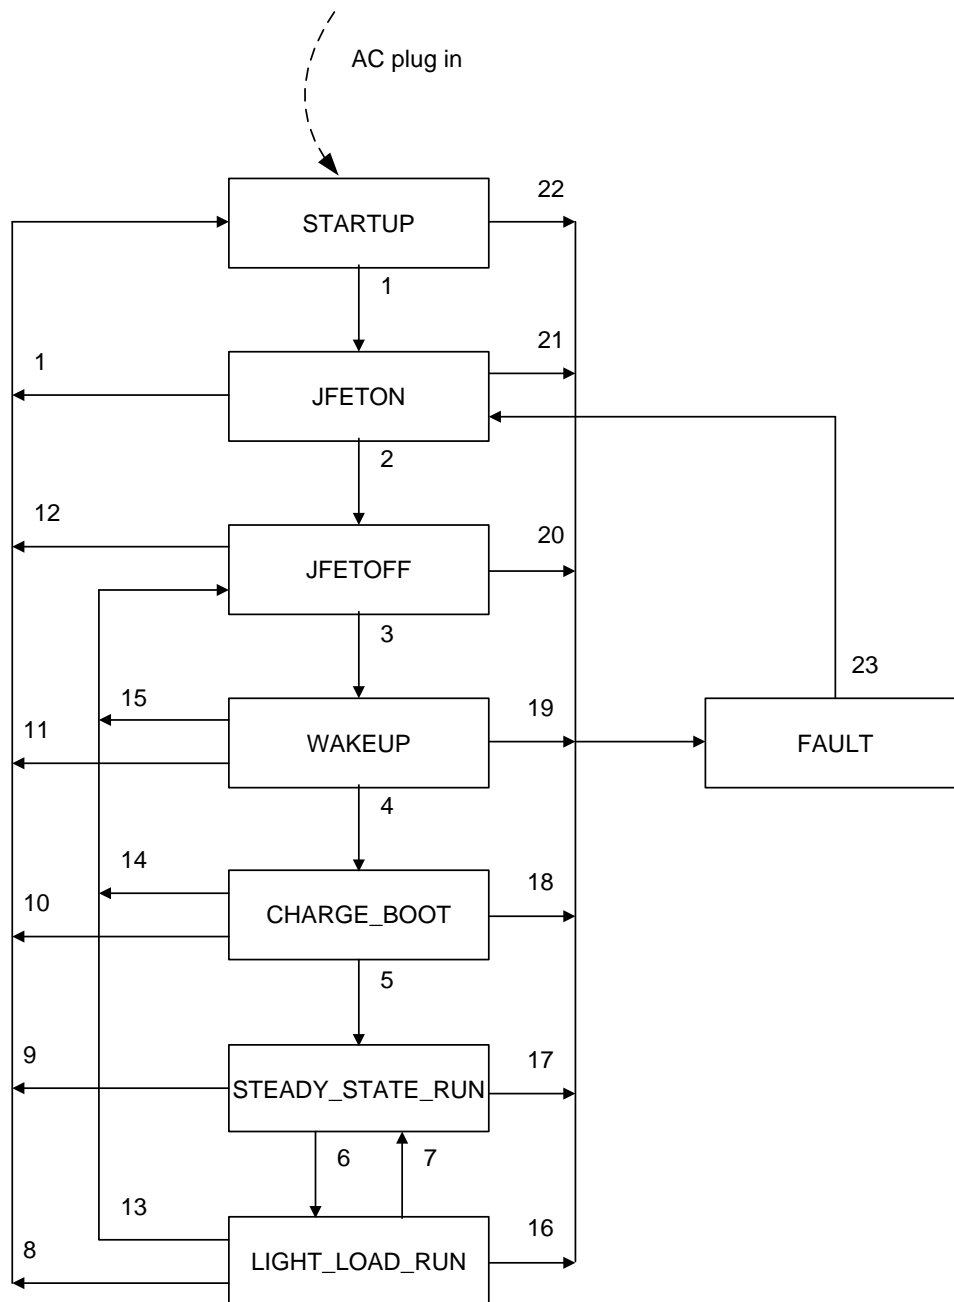 AC plug in
22
STARTUP
1
21
1
JFETON
2
12
20
JFETOFF
3
23
15
19
11
WAKEUP
FAULT
4
14
18
10
CHARGE_BOOT
5
9
17
STEADY_STATE_RUN
6
7
13
16
8
LIGHT_LOAD_RUN